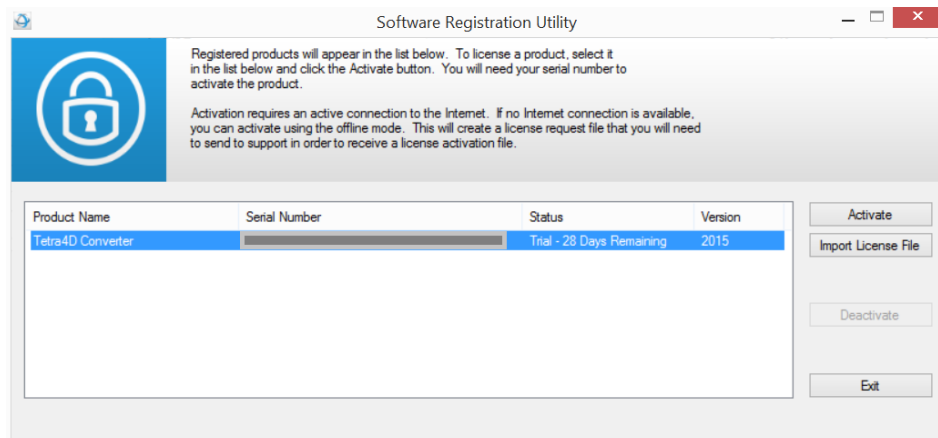 Software Registration Utility
Registered products will appear in the list below. To license a product, select it
in the list below and click the Activate button. You will need your serial number to
activate the product.
Activation requires an active connection to the Internet. If no Internet connection is available,
you can activate using the offline mode. This will create a license request file that you will need
to send to support in order to receive a license activation file.
Product Name Serial Number Status Version
Tetra4D Converter Trial - 28 Days Remaining 2015
Activate
Import License File
Deactivate
Exit